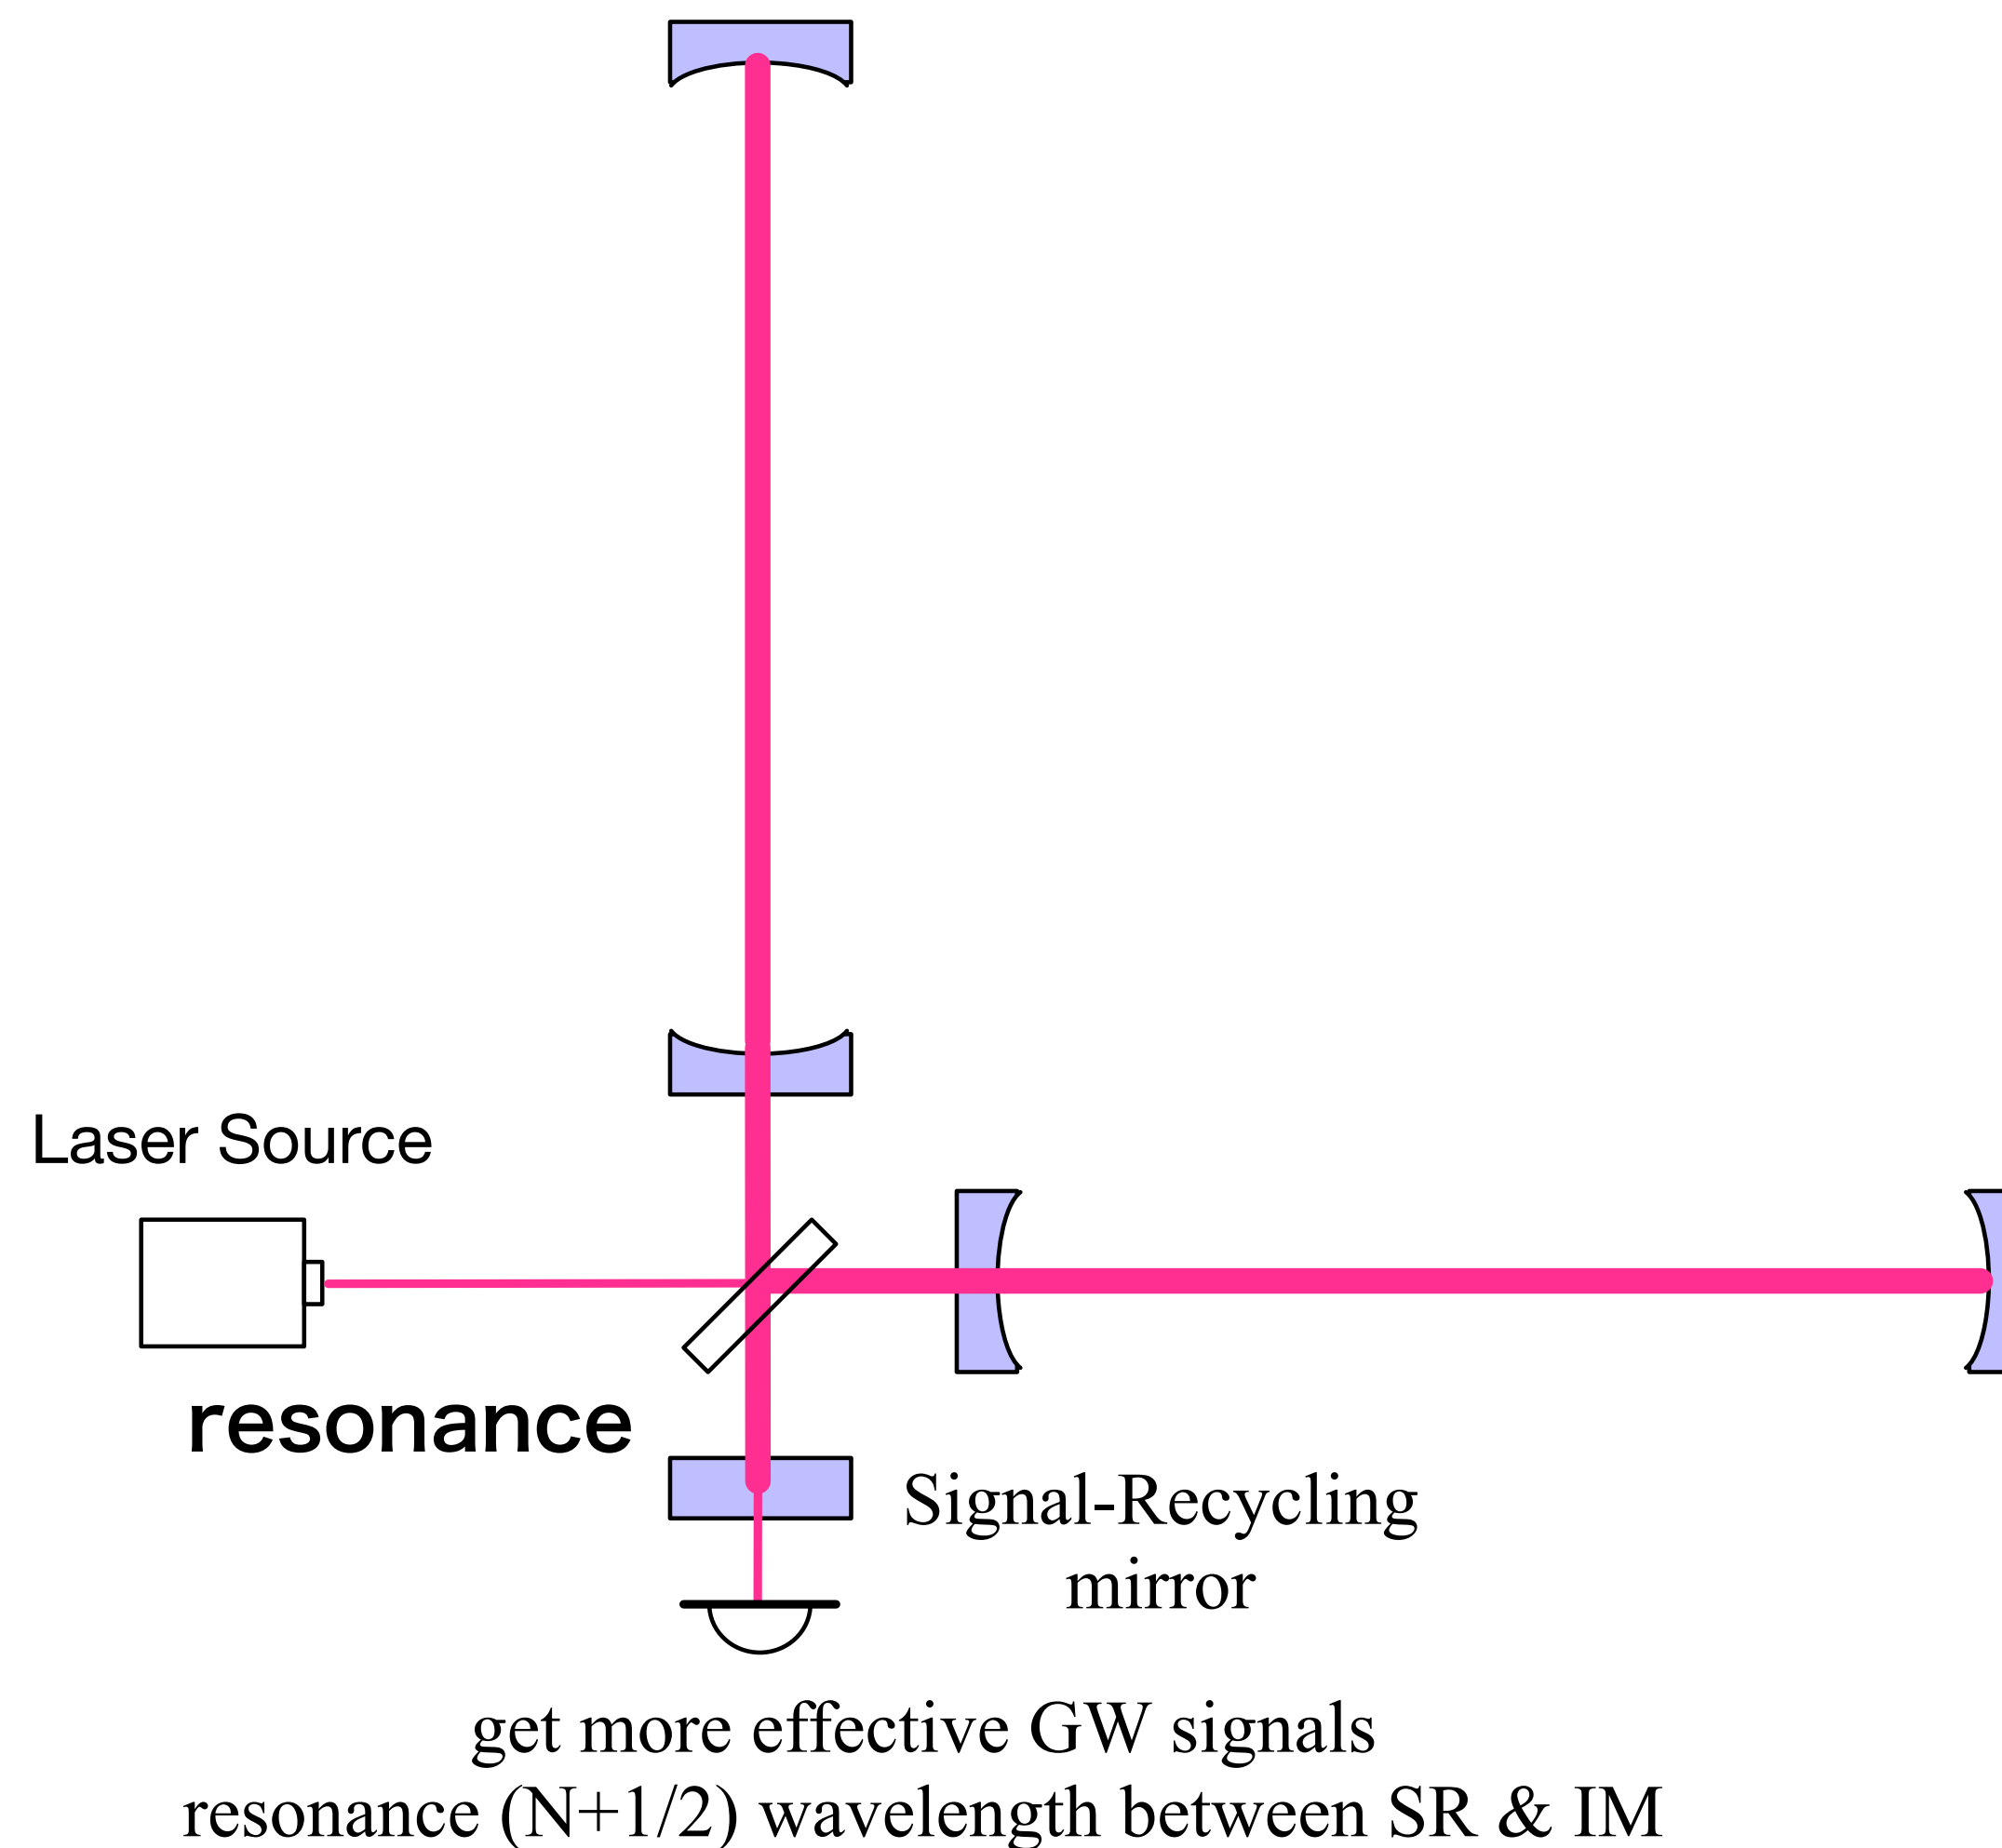 Laser Source
resonance
Signal-Recycling
mirror
get more effective GW signals
resonance (N+1/2) wavelength between SR & IM